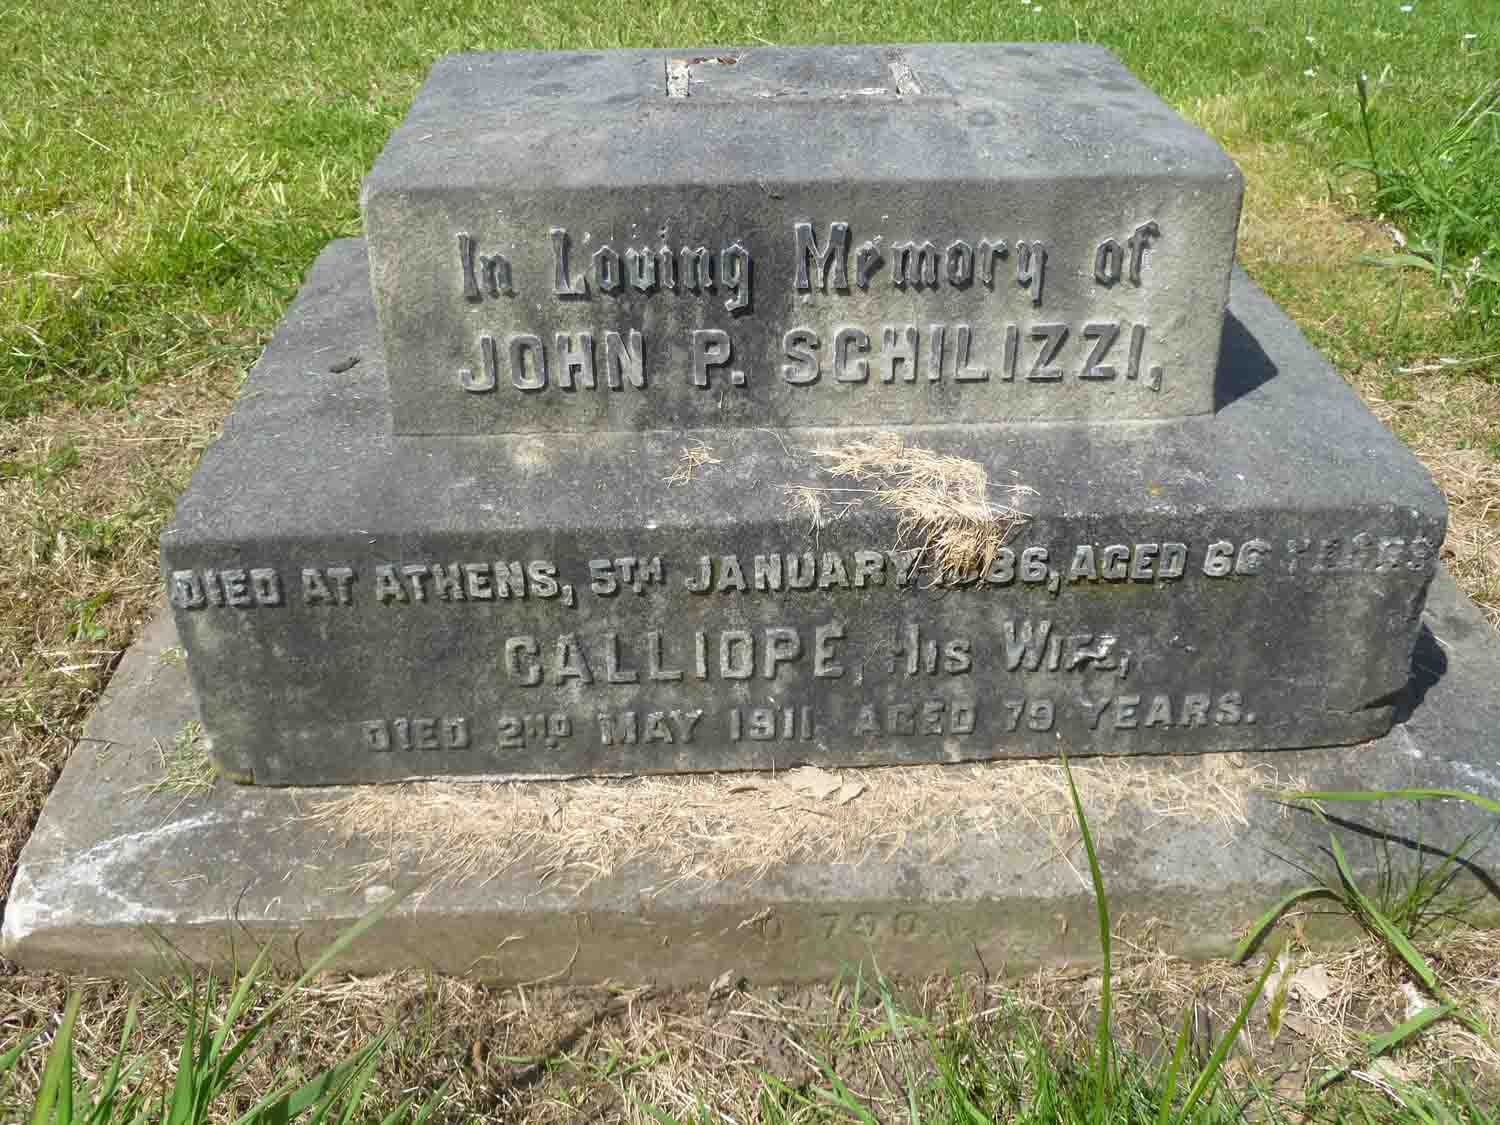 In Loving Memory of
JOHN P. SCHILIZZI,
DIED AT ATHENS, 5TH JANUARY 1886, AGED 66 YEARS
CALLIOPE, HIS WIFE,
DIED 2ND MAY 1911 AGED 79 YEARS.